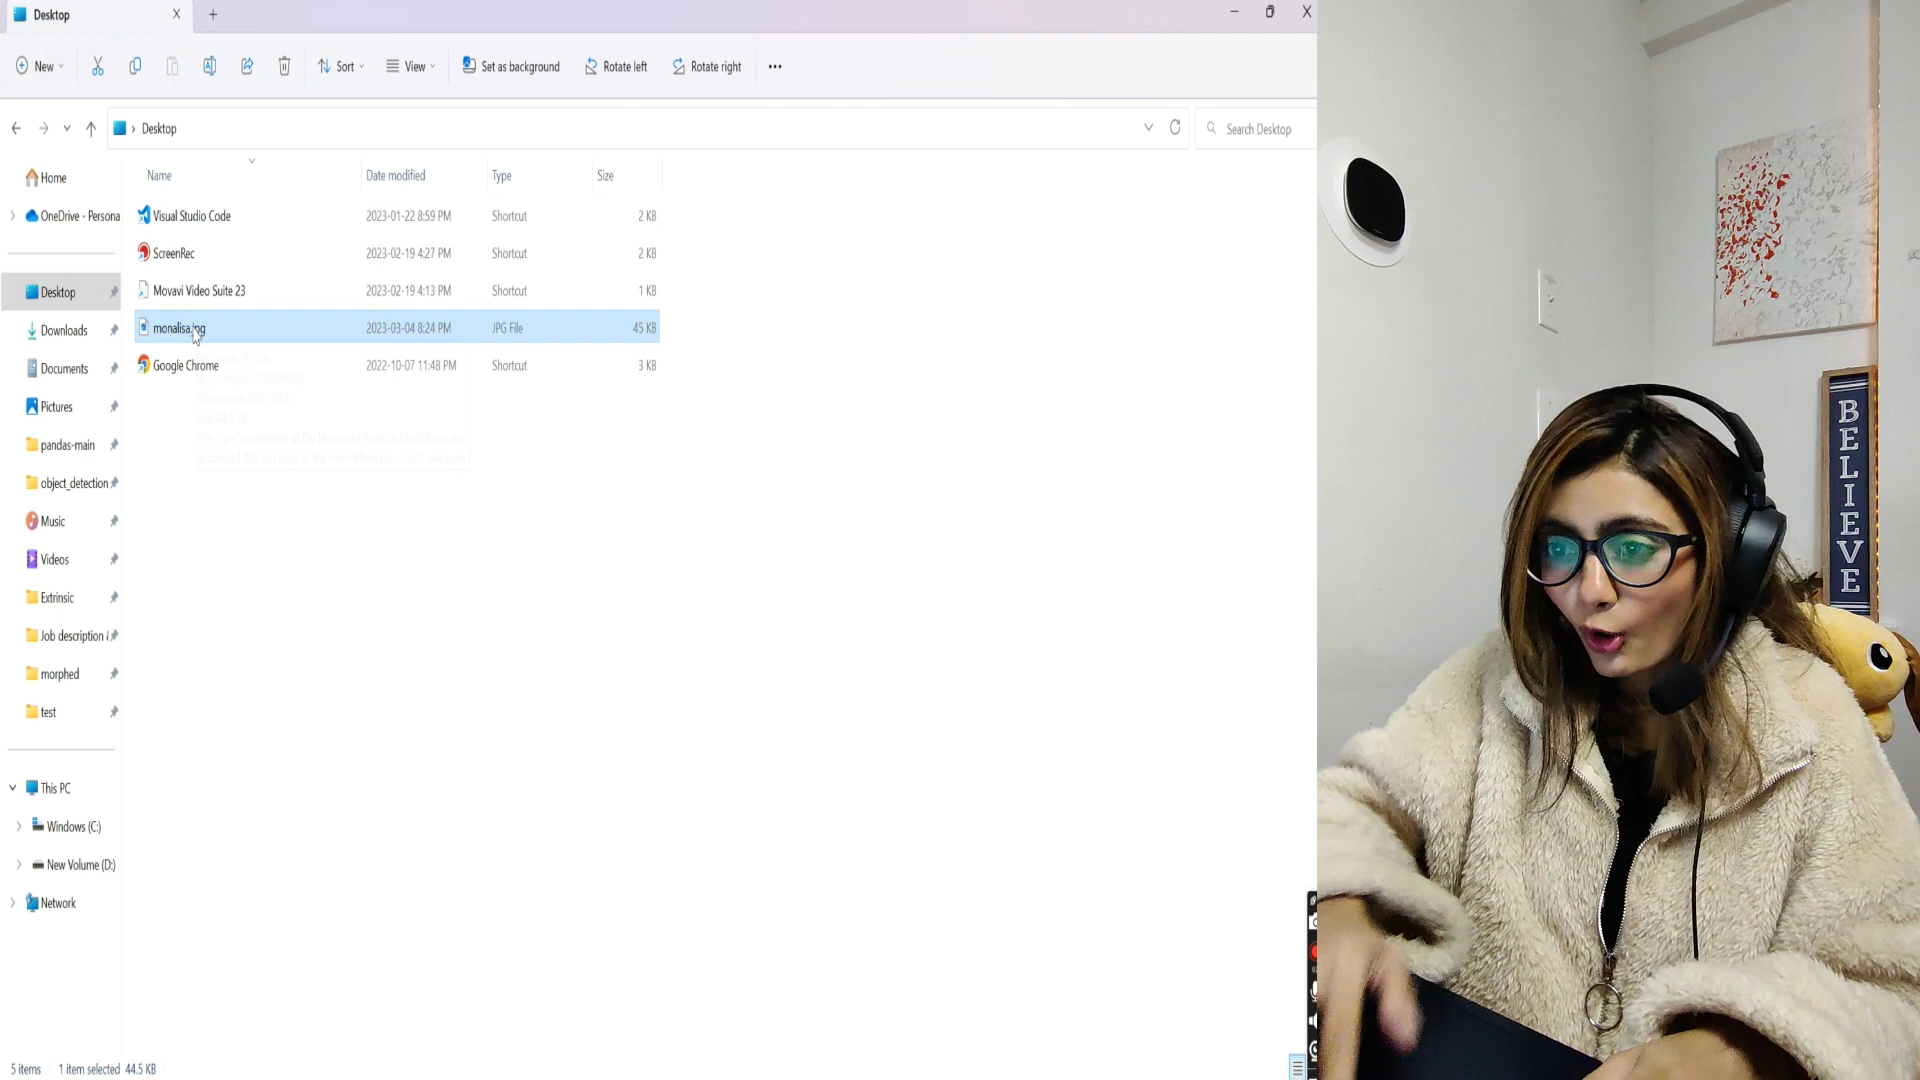 Desktop
New
Sort
View
Set as background
Rotate left
Rotate right
Desktop
Search Desktop
Name
Date modified
Type
Size
Home
OneDrive - Persona
Desktop
Downloads
Documents
Pictures
pandas-main
object_detection
Music
Videos
Extrinsic
Job description
morphed
test
This PC
Windows (C:)
New Volume (D:)
Network
Visual Studio Code 2023-01-22 8:59 PM Shortcut 2 KB
ScreenRec 2023-02-19 4:27 PM Shortcut 2 KB
Movavi Video Suite 23 2023-02-19 4:13 PM Shortcut 1 KB
monalisa.jpg 2023-03-04 8:24 PM JPG File 45 KB
Google Chrome 2022-10-07 11:48 PM Shortcut 3 KB
5 items 1 item selected 44.5 KB
BELIEVE